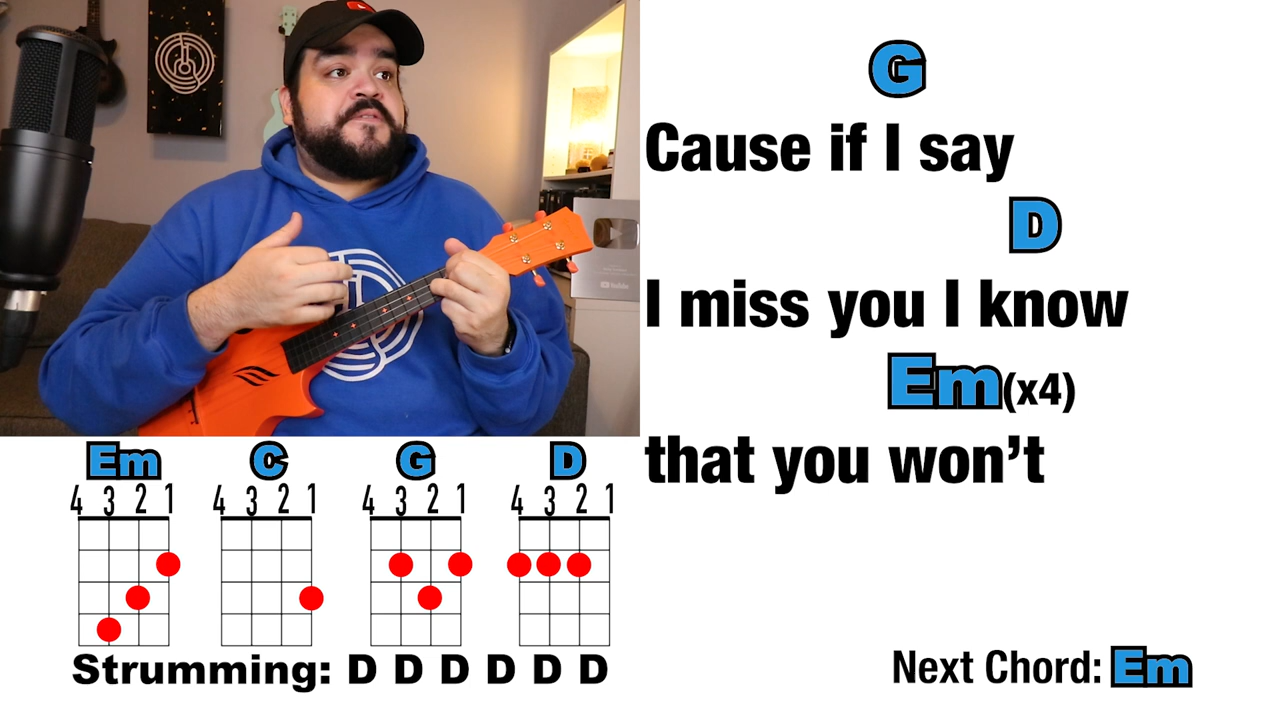 G
Cause if I say
D
I miss you I know
Em(x4)
that you won't
YouTube
Em C G D
4 3 2 1 4 3 2 1 4 3 2 1 4 3 2 1
Strumming: D D D D D D
Next Chord: Em